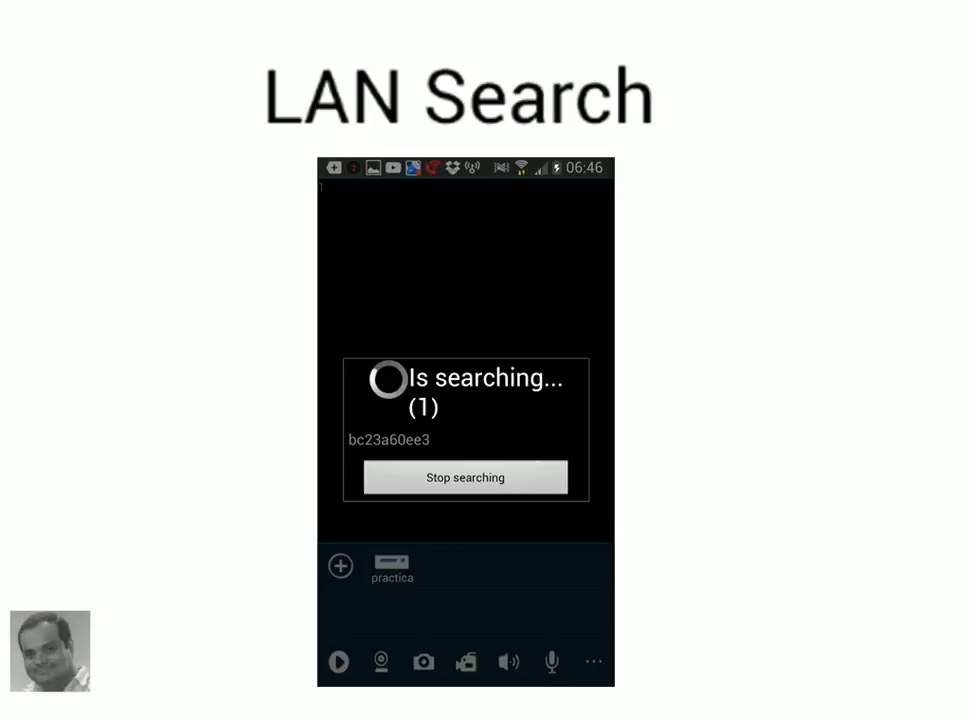 LAN Search
06:46
Is searching...
(1)
bc23a60ee3
Stop searching
practica